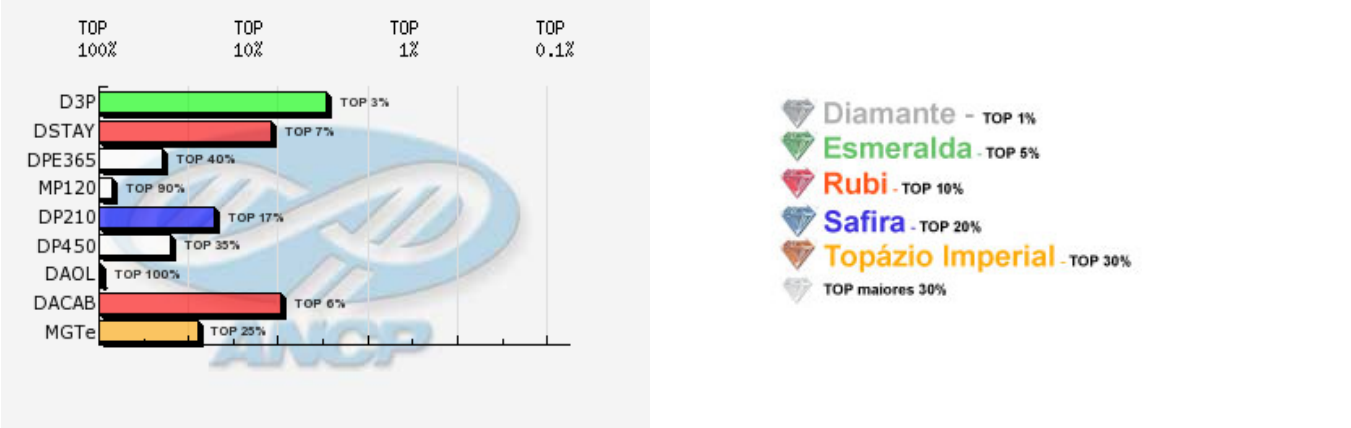 TOP TOP TOP TOP
100% 10% 1% 0.1%
D3P TOP 3%
DSTAY TOP 7%
DPE365 TOP 40%
MP120 TOP 90%
DP210 TOP 17%
DP450 TOP 35%
DAOL TOP 100%
DACAB TOP 6%
MGTe TOP 25%
ANCP
Diamante - TOP 1%
Esmeralda - TOP 5%
Rubi - TOP 10%
Safira - TOP 20%
Topázio Imperial - TOP 30%
TOP maiores 30%